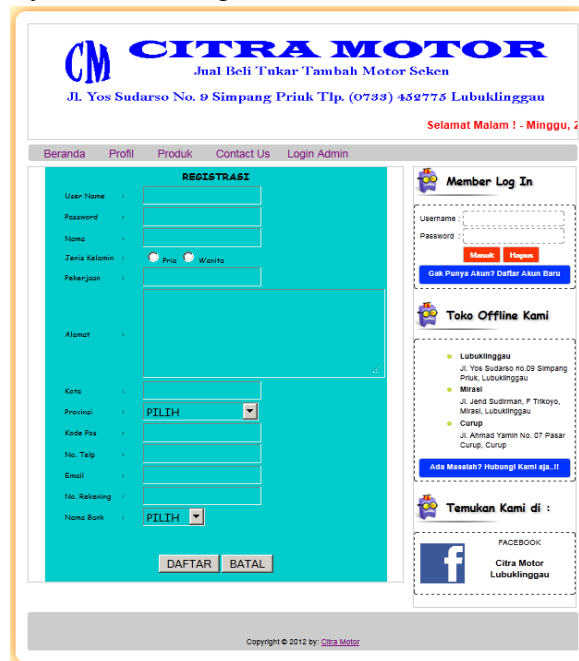 CM
CITRA MOTOR
Jual Beli Tukar Tambah Motor Seken
Jl. Yos Sudarso No. 9 Simpang Priuk Tlp. (0733) 452775 Lubuklinggau
Selamat Malam ! - Minggu, 2
Beranda Profil Produk Contact Us Login Admin
REGISTRASI
User Name :
Password :
Nama :
Jenis Kelamin : Pria Wanita
Pekerjaan :
Alamat :
Kota :
Provinsi : PILIH
Kode Pos :
No. Telp :
Email :
No. Rekening :
Nama Bank : PILIH
DAFTAR BATAL
Member Log In
Username :
Password :
Masuk Hapus
Gak Punya Akun? Daftar Akun Baru
Toko Offline Kami
Lubuklinggau
Jl. Yos Sudarso no.09 Simpang
Priuk, Lubuklinggau
Mirasi
Jl. Jend Sudirman, F Trikoyo,
Mirasi, Lubuklinggau
Curup
Jl. Ahmad Yamin No. 07 Pasar
Curup, Curup
Ada Masalah? Hubungi Kami aja..!!
Temukan Kami di :
FACEBOOK
f
Citra Motor
Lubuklinggau
Copyright © 2012 by: Citra Motor